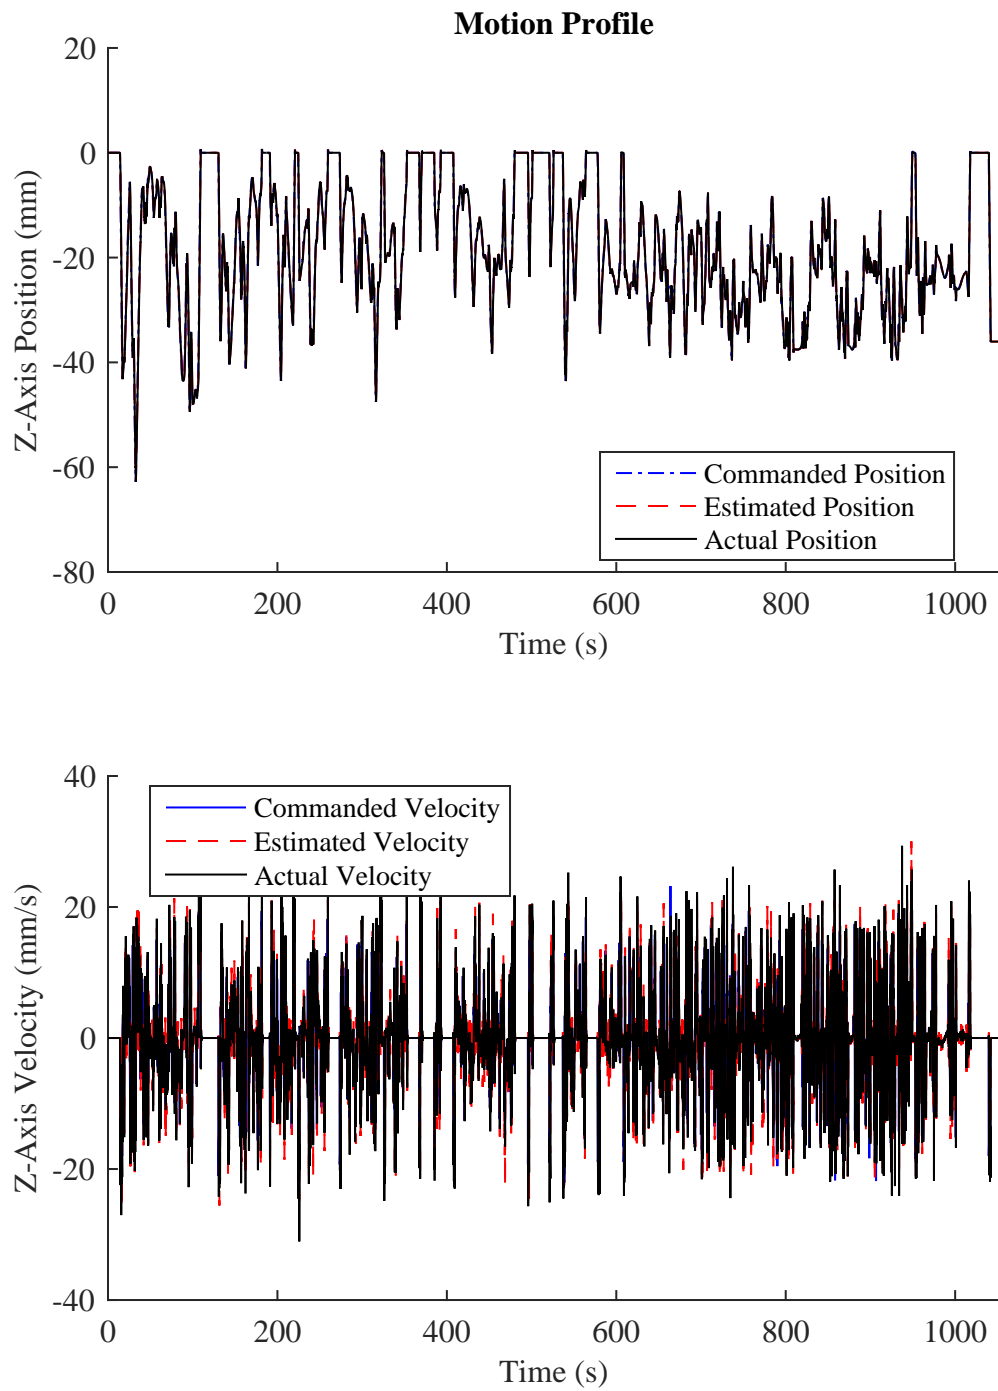 Motion Profile
20
0
-20
-40
-60
-80
Z-Axis Position (mm)
Commanded Position
Estimated Position
Actual Position
0 200 400 600 800 1000
Time (s)
40
20
0
-20
-40
Z-Axis Velocity (mm/s)
Commanded Velocity
Estimated Velocity
Actual Velocity
0 200 400 600 800 1000
Time (s)